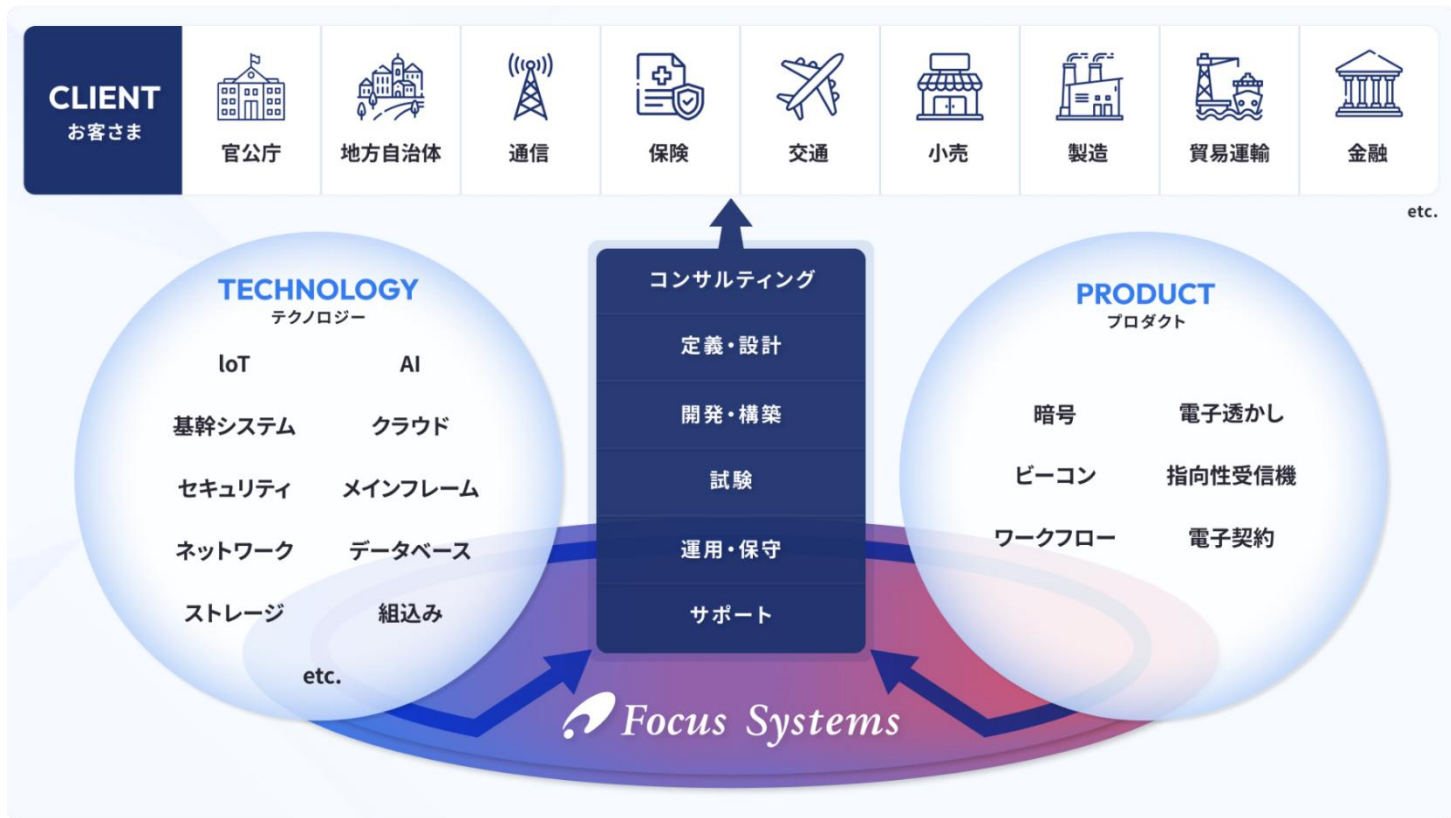 CLIENT
お客さま
官公庁
地方自治体
通信
保険
交通
小売
製造
貿易運輸
金融
etc.
TECHNOLOGY
テクノロジー
loT
AI
基幹システム
クラウド
セキュリティ
メインフレーム
ネットワーク
データベース
ストレージ
組込み
etc.
コンサルティング
定義・設計
開発・構築
試験
運用・保守
サポート
PRODUCT
プロダクト
暗号
電子透かし
ビーコン
指向性受信機
ワークフロー
電子契約
Focus Systems